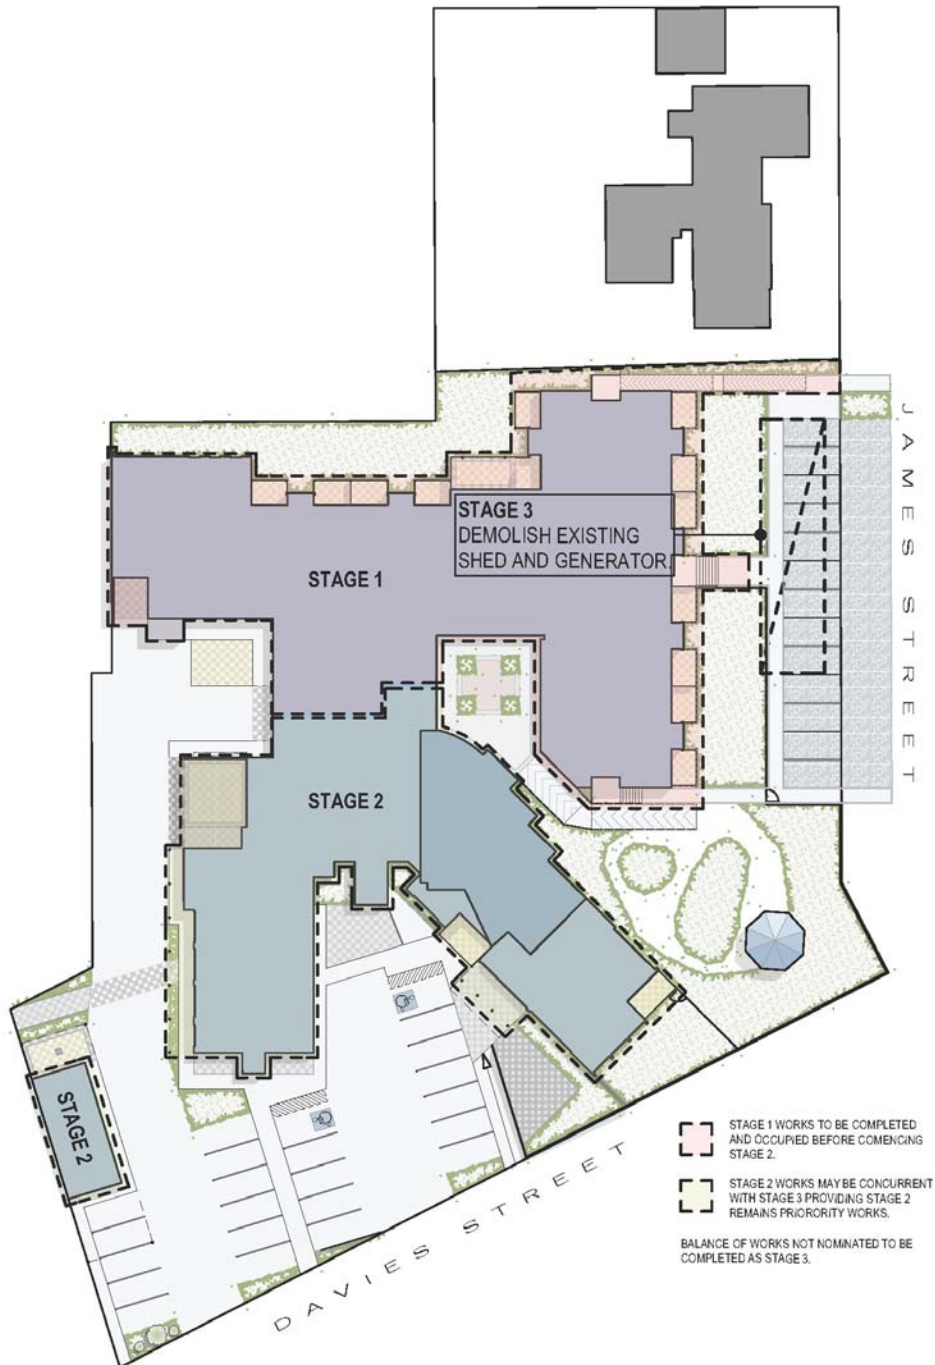 STAGE 3
DEMOLISH EXISTING
SHED AND GENERATOR.
JAMES STREET
STAGE 1
STAGE 2
STAGE 2
DAVIES STREET
STAGE 1 WORKS TO BE COMPLETED
AND OCCUPIED BEFORE COMENCING
STAGE 2.
STAGE 2 WORKS MAY BE CONCURRENT
WITH STAGE 3 PROVIDING STAGE 2
REMAINS PRIORORITY WORKS.
BALANCE OF WORKS NOT NOMINATED TO BE
COMPLETED AS STAGE 3.